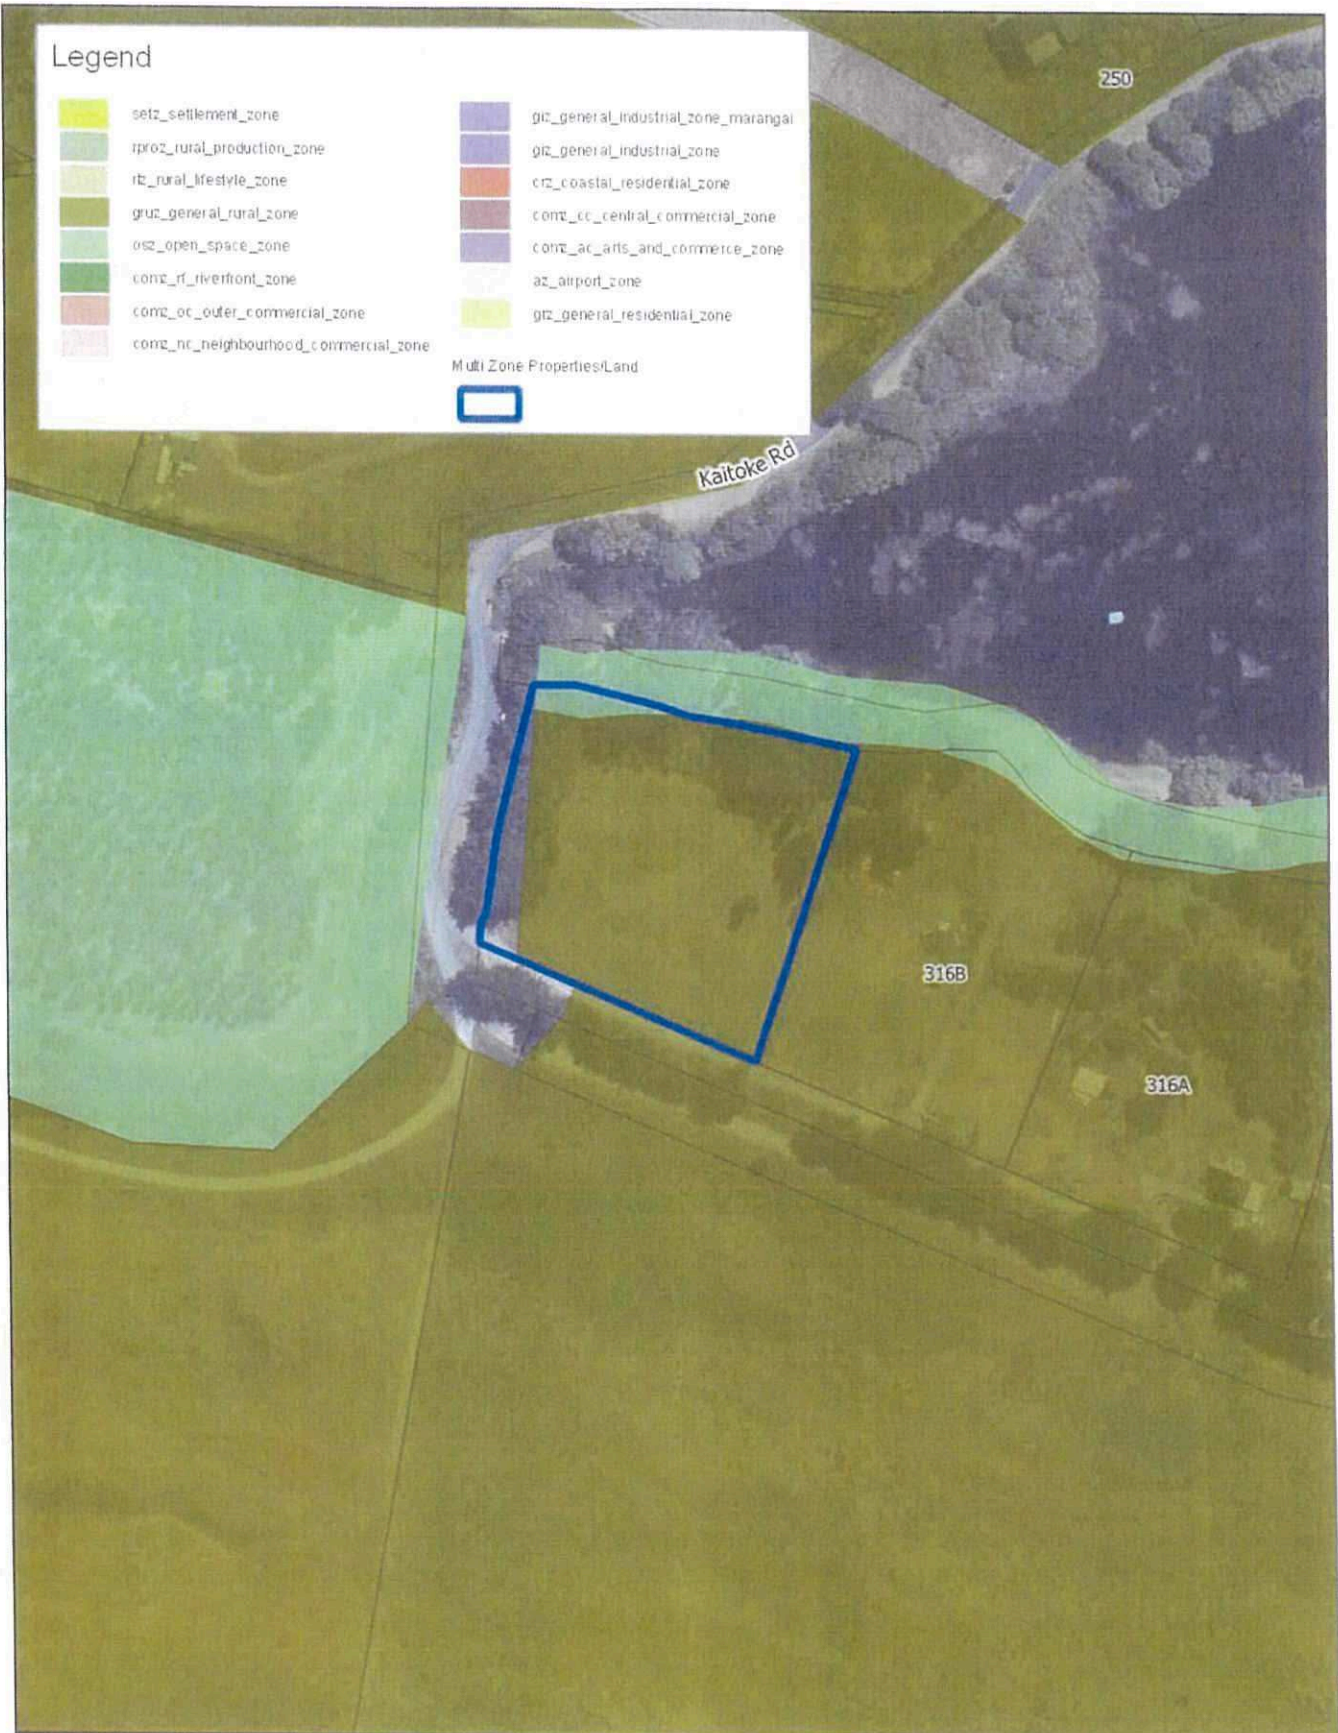 Legend
setz_settlement_zone
rproz_rural_production_zone
rlz_rural_lifestyle_zone
gruz_general_rural_zone
osz_open_space_zone
comz_rf_riverfront_zone
comz_oc_outer_commercial_zone
comz_nc_neighbourhood_commercial_zone
giz_general_industrial_zone_marangai
giz_general_industrial_zone
crz_coastal_residential_zone
comz_cc_central_commercial_zone
comz_ac_arts_and_commerce_zone
az_airport_zone
grz_general_residential_zone
Multi Zone Properties/Land
250
Kaitoke Rd
316B
316A